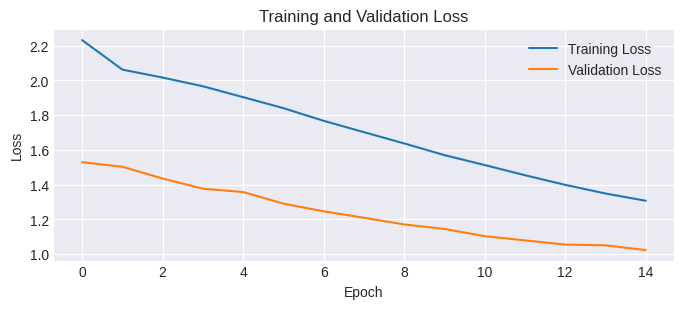 Training and Validation Loss
Training Loss
Validation Loss
Loss
2.2
2.0
1.8
1.6
1.4
1.2
1.0
0 2 4 6 8 10 12 14
Epoch